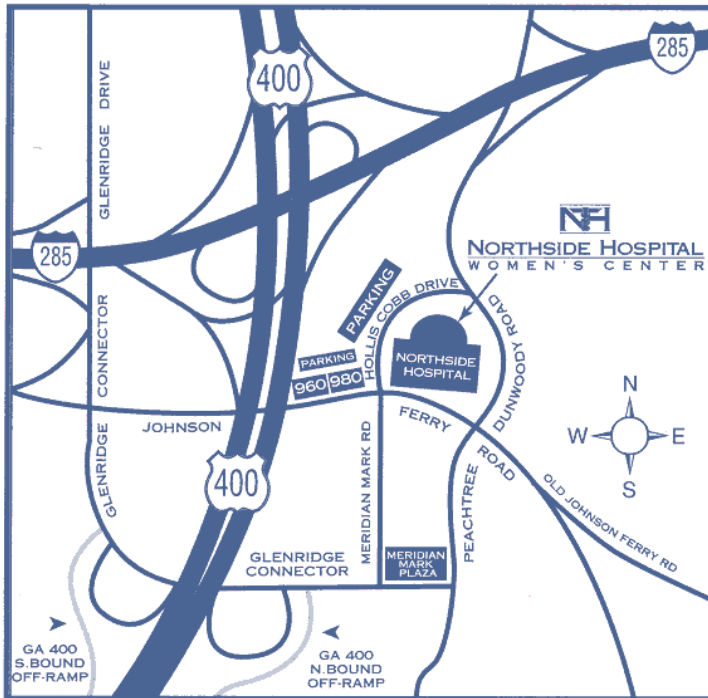 400
285
GLENRIDGE DRIVE
NH
NORTHSIDE HOSPITAL
WOMEN'S CENTER
285
PARKING
HOLLIS COBB DRIVE
DUNWOODY ROAD
PARKING
960 980
NORTHSIDE
HOSPITAL
GLENRIDGE CONNECTOR
JOHNSON
FERRY
ROAD
N
W E
S
400
MERIDIAN MARK RD
PEACHTREE
OLD JOHNSON FERRY RD
GLENRIDGE
CONNECTOR
MERIDIAN
MARK
PLAZA
GA 400
S.BOUND
OFF-RAMP
GA 400
N.BOUND
OFF-RAMP